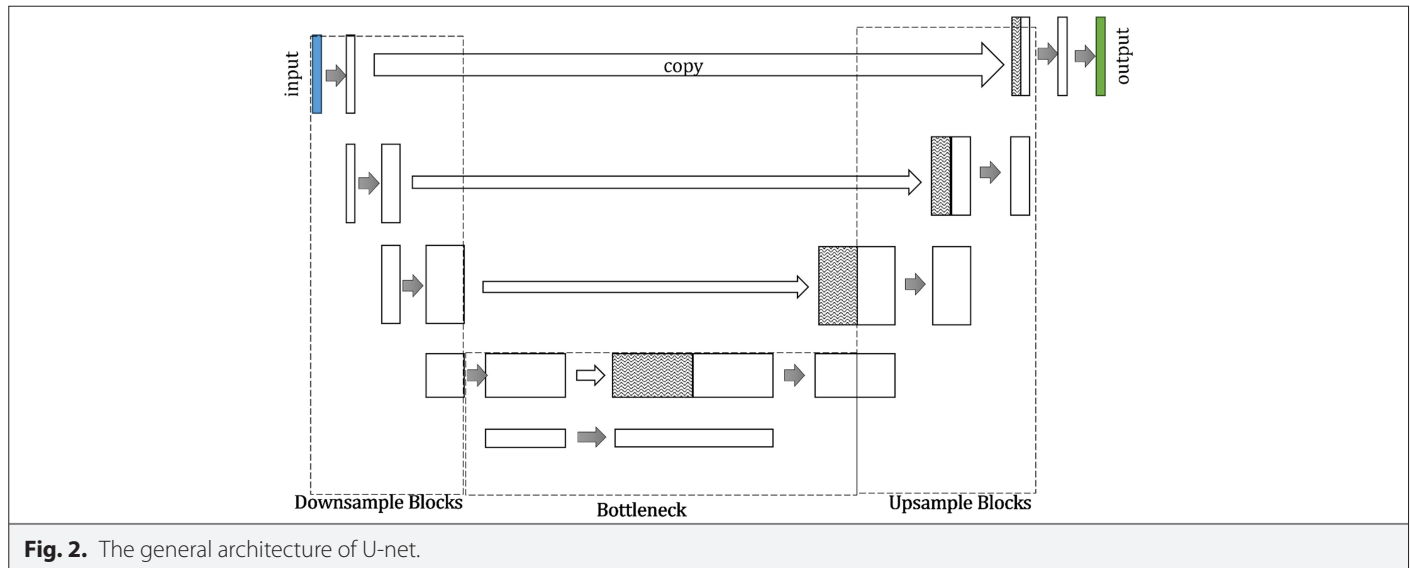 input
copy
output
Downsample Blocks
Bottleneck
Upsample Blocks
Fig. 2. The general architecture of U-net.